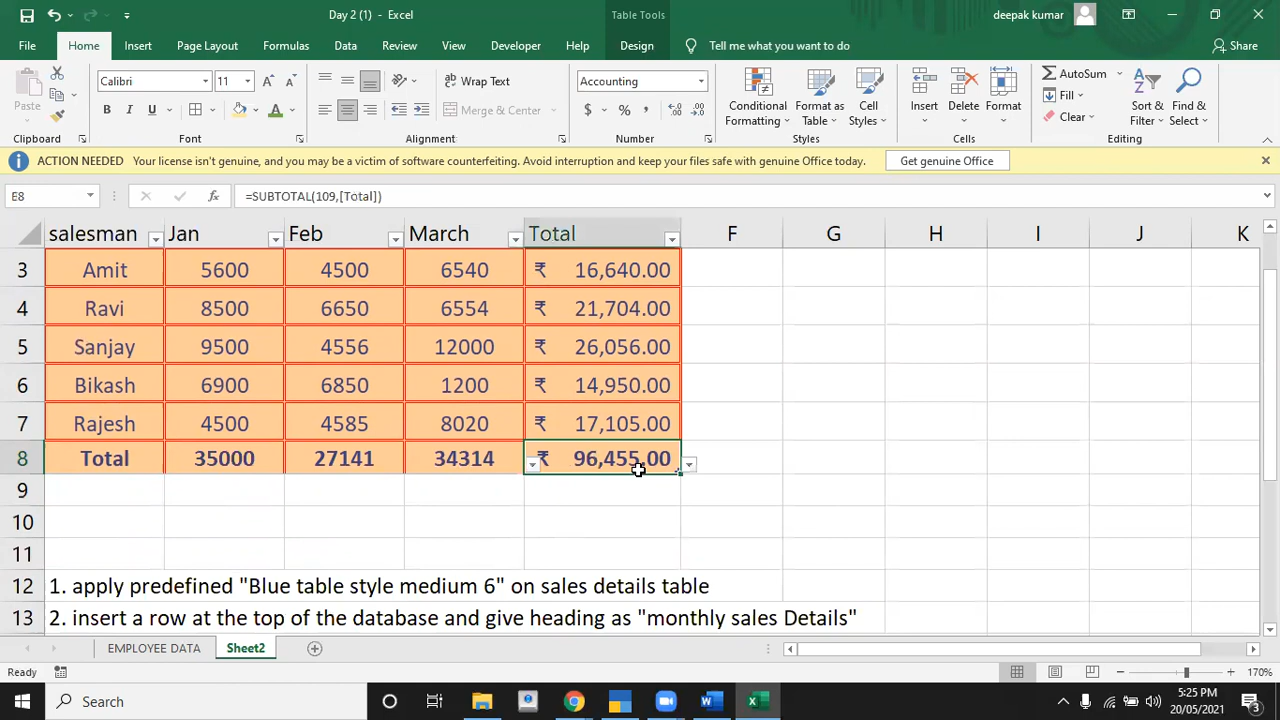 Day 2 (1) - Excel
Table Tools
deepak kumar
File Home Insert Page Layout Formulas Data Review View Developer Help Design Tell me what you want to do Share
Paste
Calibri 11
B I U A
Wrap Text
Merge & Center
Accounting
$ % ,
Conditional Formatting
Format as Table
Cell Styles
Insert
Delete
Format
AutoSum
Fill
Clear
Sort & Filter
Find & Select
Clipboard Font Alignment Number Styles Cells Editing
ACTION NEEDED Your license isn't genuine, and you may be a victim of software counterfeiting. Avoid interruption and keep your files safe with genuine Office today. Get genuine Office
E8 fx =SUBTOTAL(109,[Total])
salesman Jan Feb March Total F G H I J K
3 Amit 5600 4500 6540 ₹ 16,640.00
4 Ravi 8500 6650 6554 ₹ 21,704.00
5 Sanjay 9500 4556 12000 ₹ 26,056.00
6 Bikash 6900 6850 1200 ₹ 14,950.00
7 Rajesh 4500 4585 8020 ₹ 17,105.00
8 Total 35000 27141 34314 ₹ 96,455.00
9
10
11
12 1. apply predefined "Blue table style medium 6" on sales details table
13 2. insert a row at the top of the database and give heading as "monthly sales Details"
EMPLOYEE DATA Sheet2
Ready 170%
Search
5:25 PM
20/05/2021
3